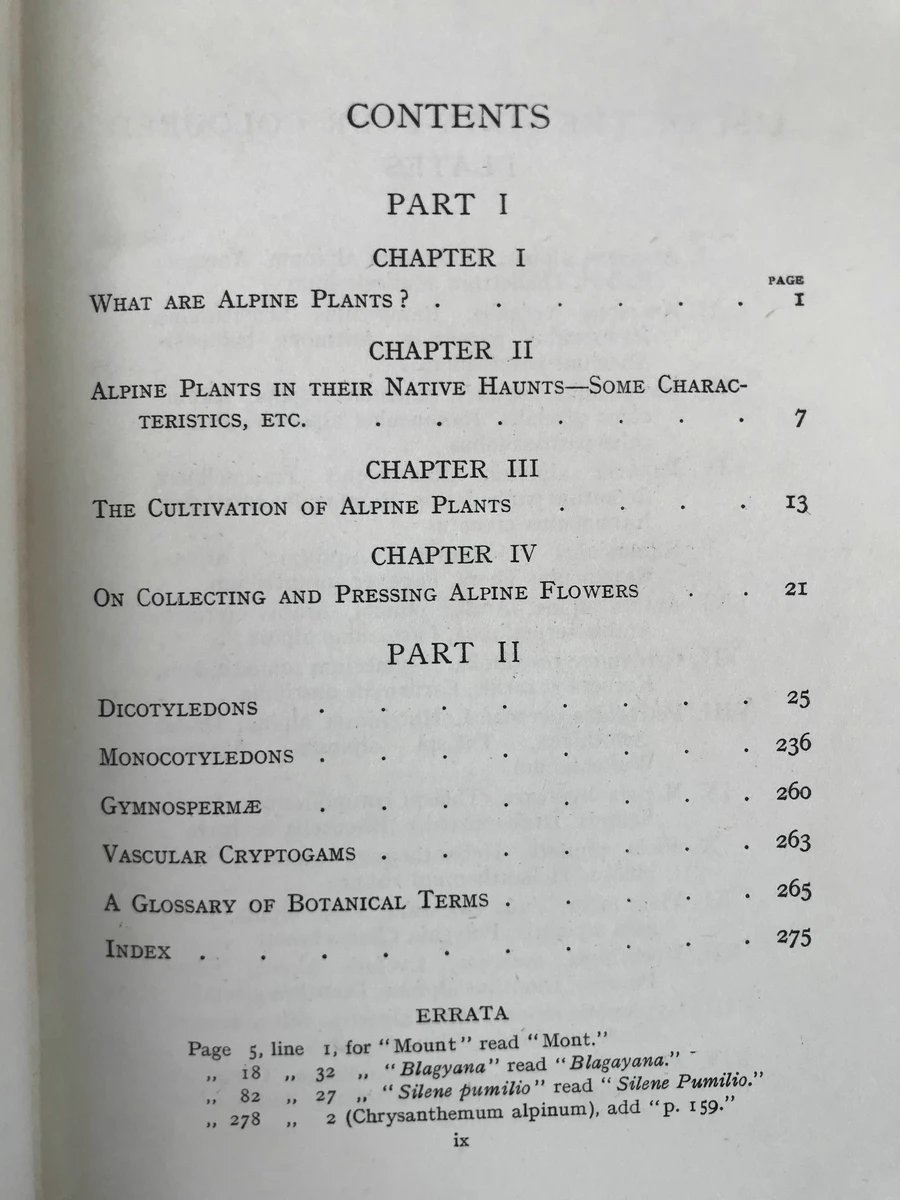 CONTENTS
PART I
CHAPTER I
PAGE
WHAT ARE ALPINE PLANTS? . . . . . . 1
CHAPTER II
ALPINE PLANTS IN THEIR NATIVE HAUNTS—SOME CHARAC-
TERISTICS, ETC. . . . . . . . 7
CHAPTER III
THE CULTIVATION OF ALPINE PLANTS . . . . 13
CHAPTER IV
ON COLLECTING AND PRESSING ALPINE FLOWERS . . 21
PART II
DICOTYLEDONS . . . . . . . . 25
MONOCOTYLEDONS . . . . . . . . 236
GYMNOSPERMÆ . . . . . . . . 260
VASCULAR CRYPTOGAMS . . . . . . . 263
A GLOSSARY OF BOTANICAL TERMS . . . . . 265
INDEX . . . . . . . . . . 275
ERRATA
Page 5, line 1, for "Mount" read "Mont."
„ 18 „ 32 „ "Blagyana" read "Blagayana."
„ 82 „ 27 „ "Silene pumilio" read "Silene Pumilio."
„ 278 „ 2 (Chrysanthemum alpinum), add "p. 159."
ix